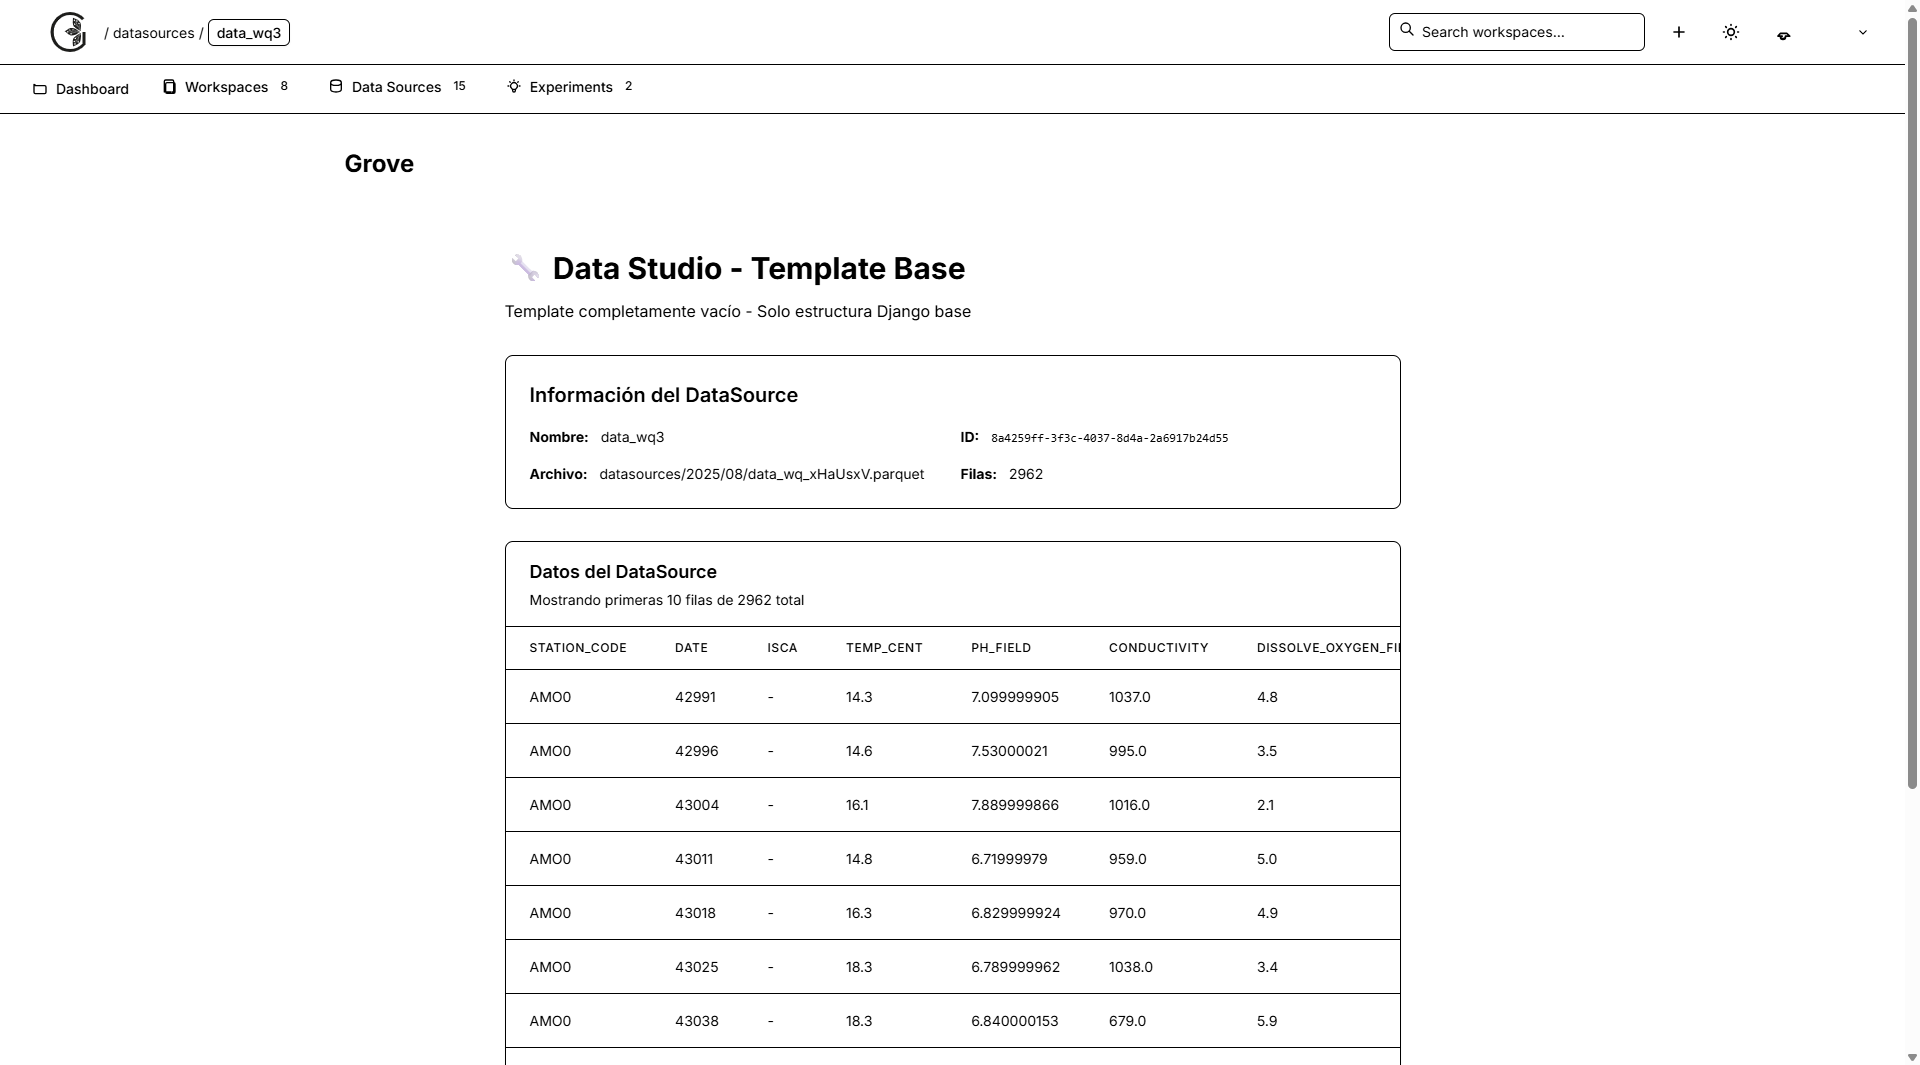 / datasources / data_wq3
Search workspaces...
Dashboard Workspaces 8 Data Sources 15 Experiments 2
Grove
Data Studio - Template Base
Template completamente vacío - Solo estructura Django base
Información del DataSource
Nombre: data_wq3 ID: 8a4259ff-3f3c-4037-8d4a-2a6917b24d55
Archivo: datasources/2025/08/data_wq_xHaUsxV.parquet Filas: 2962
Datos del DataSource
Mostrando primeras 10 filas de 2962 total
STATION_CODE DATE ISCA TEMP_CENT PH_FIELD CONDUCTIVITY
AMO0 42991 - 14.3 7.099999905 1037.0 4.8
AMO0 42996 - 14.6 7.53000021 995.0 3.5
AMO0 43004 - 16.1 7.889999866 1016.0 2.1
AMO0 43011 - 14.8 6.71999979 959.0 5.0
AMO0 43018 - 16.3 6.829999924 970.0 4.9
AMO0 43025 - 18.3 6.789999962 1038.0 3.4
AMO0 43038 - 18.3 6.840000153 679.0 5.9